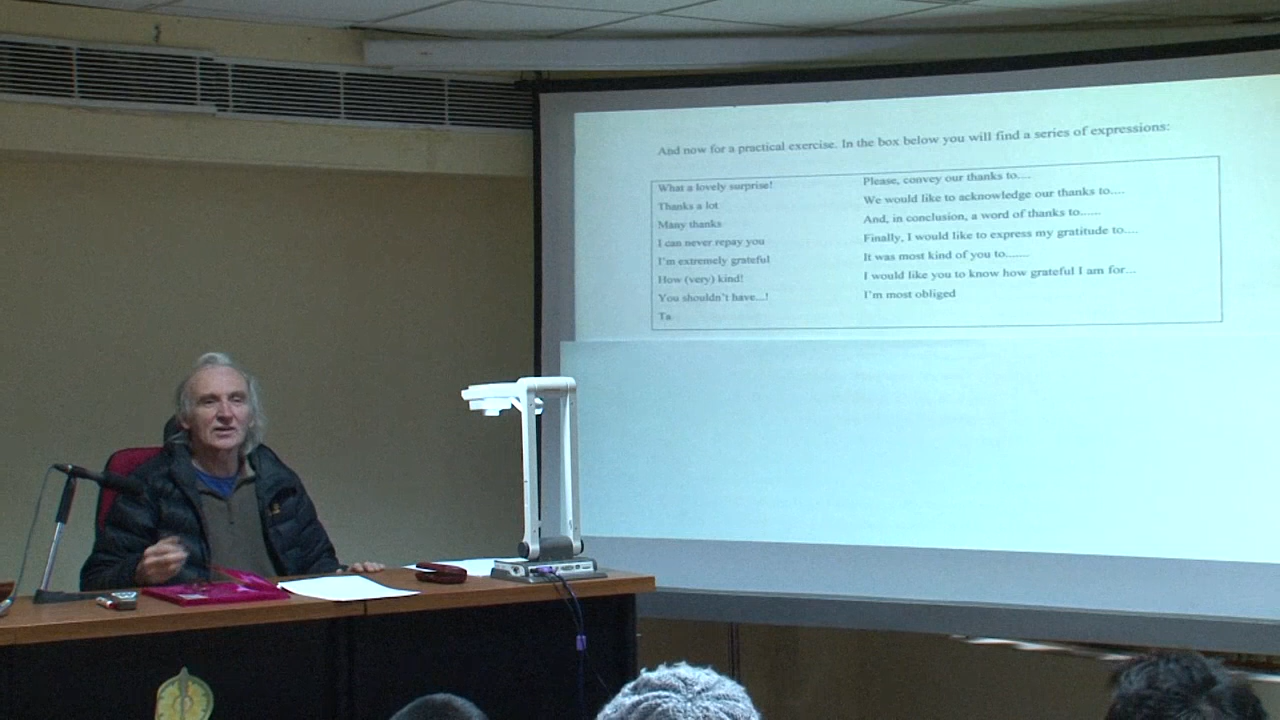 And now for a practical exercise. In the box below you will find a series of expressions:
What a lovely surprise!
Thanks a lot
Many thanks
I can never repay you
I'm extremely grateful
How (very) kind!
You shouldn't have...!
Ta
Please, convey our thanks to....
We would like to acknowledge our thanks to....
And, in conclusion, a word of thanks to......
Finally, I would like to express my gratitude to....
It was most kind of you to.......
I would like you to know how grateful I am for...
I'm most obliged